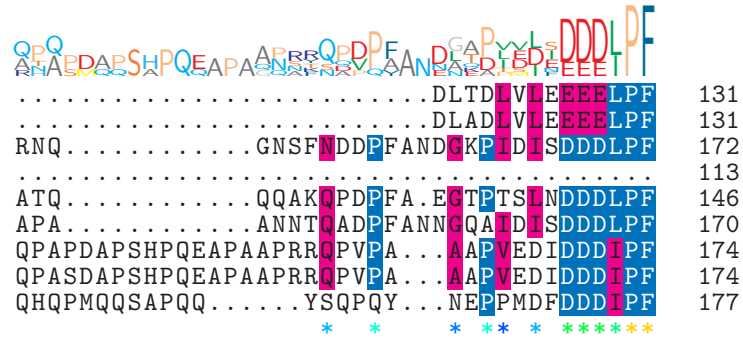 ..........................DLTDLVLEEEELPF 131
..........................DLADLVLEEEELPF 131
RNQ............GNSFNDDPFANDGKPIDISDDDLPF 172
........................................ 113
ATQ............QQAKQPDPFA.EGTPTSLNDDDLPF 146
APA............ANNTQADPFANNGQAIDISDDDLPF 170
QPAPDAPSHPQEAPAAPRRQPVPA...AAPVEDIDDDIPF 174
QPASDAPSHPQEAPAAPRRQPVPA...AAPVEDIDDDIPF 174
QHQPMQQSAPQQ......YSQPQY...NEPPMDFDDDIPF 177
* * * * * * * * * * * *